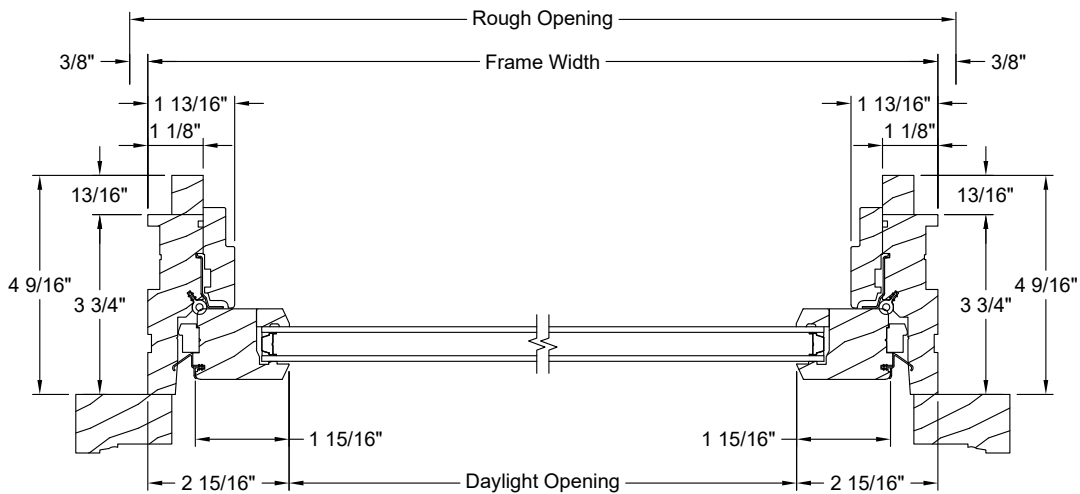 Rough Opening
3/8" Frame Width 3/8"
1 13/16" 1 13/16"
1 1/8" 1 1/8"
13/16" 13/16"
4 9/16" 3 3/4" 3 3/4" 4 9/16"
1 15/16" 1 15/16"
2 15/16" Daylight Opening 2 15/16"